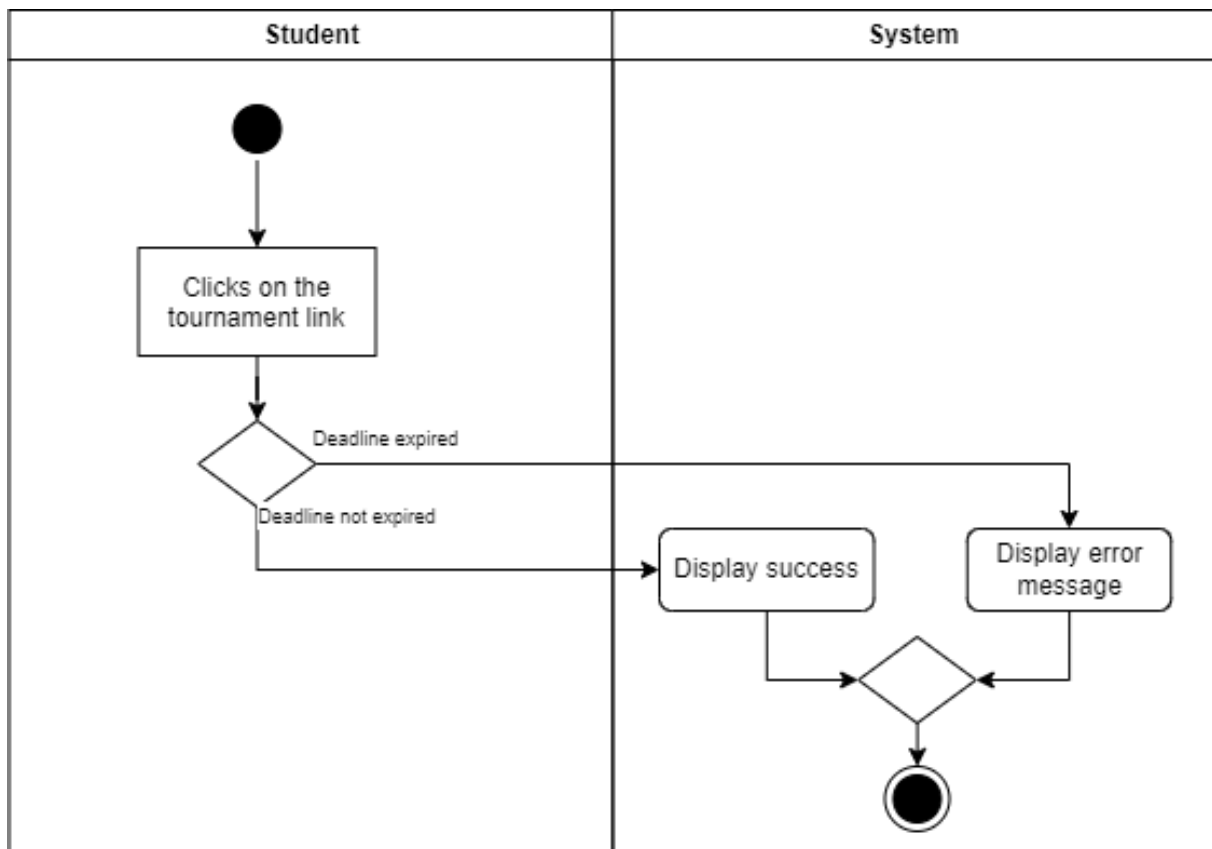 Student
System
Clicks on the
tournament link
Deadline expired
Deadline not expired
Display success
Display error
message